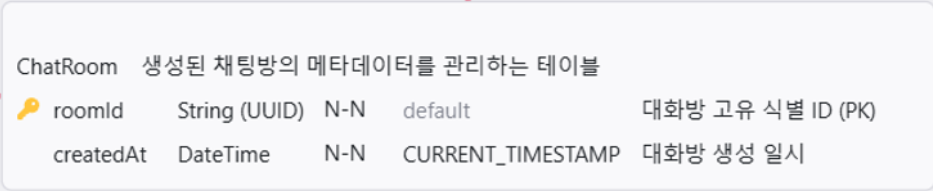 ChatRoom 생성된 채팅방의 메타데이터를 관리하는 테이블
roomId String (UUID) N-N default 대화방 고유 식별 ID (PK)
createdAt DateTime N-N CURRENT_TIMESTAMP 대화방 생성 일시